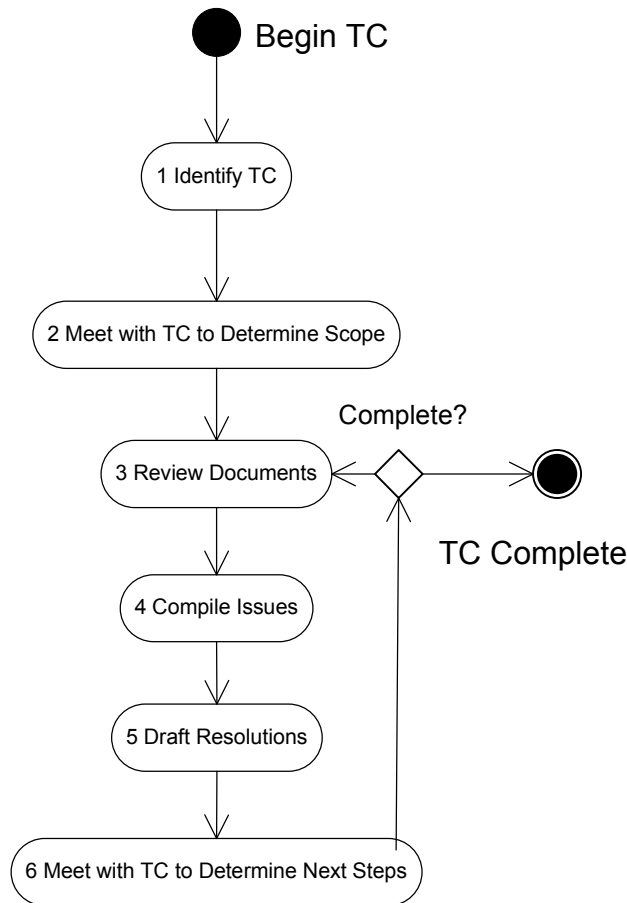 Begin TC
1 Identify TC
2 Meet with TC to Determine Scope
Complete?
3 Review Documents
TC Complete
4 Compile Issues
5 Draft Resolutions
6 Meet with TC to Determine Next Steps